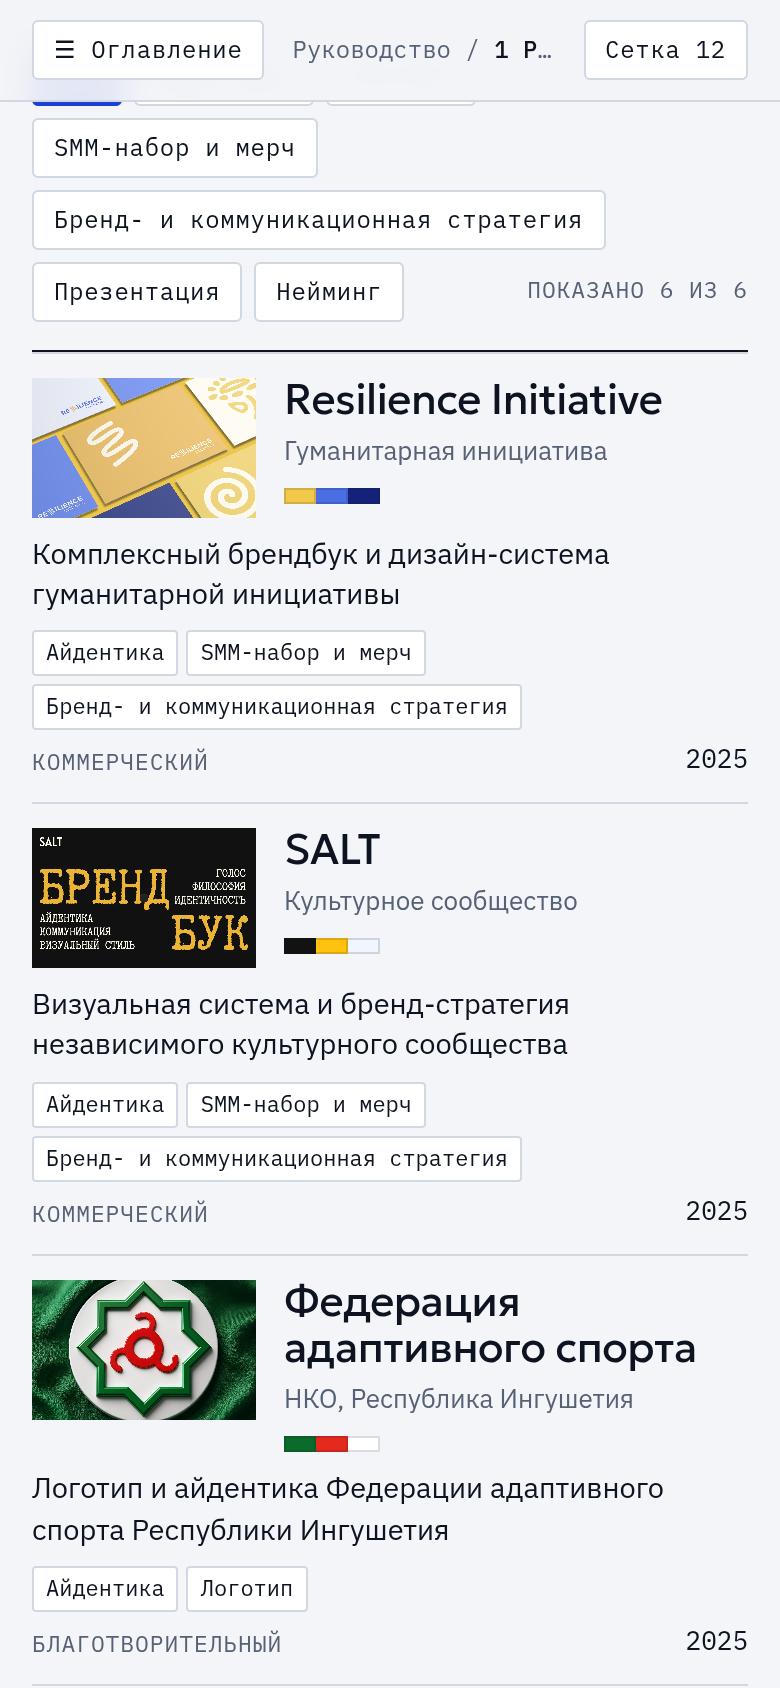 ☰ Оглавление
Руководство / 1 Р…
Сетка 12
SMM-набор и мерч
Бренд- и коммуникационная стратегия
Презентация
Нейминг
ПОКАЗАНО 6 ИЗ 6
Resilience Initiative
Гуманитарная инициатива
Комплексный брендбук и дизайн-система
гуманитарной инициативы
Айдентика
SMM-набор и мерч
Бренд- и коммуникационная стратегия
КОММЕРЧЕСКИЙ
2025
SALT
БРЕНД
ГОЛОС
ФИЛОСОФИЯ
ИДЕНТИЧНОСТЬ
АЙДЕНТИКА
КОММУНИКАЦИЯ
ВИЗУАЛЬНЫЙ СТИЛЬ
БУК
SALT
Культурное сообщество
Визуальная система и бренд-стратегия
независимого культурного сообщества
Айдентика
SMM-набор и мерч
Бренд- и коммуникационная стратегия
КОММЕРЧЕСКИЙ
2025
Федерация
адаптивного спорта
НКО, Республика Ингушетия
Логотип и айдентика Федерации адаптивного
спорта Республики Ингушетия
Айдентика
Логотип
БЛАГОТВОРИТЕЛЬНЫЙ
2025